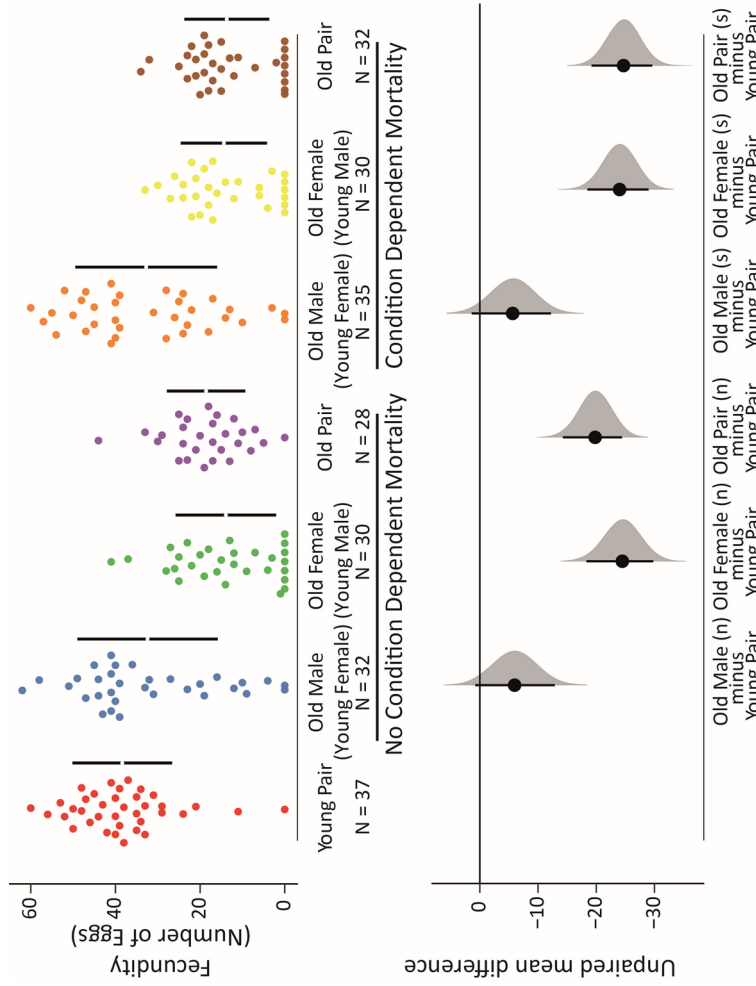 Fecundity
(Number of Eggs)
60
40
20
0
Young Pair
N = 37
Old Male
(Young Female)
N = 32
Old Female
(Young Male)
N = 30
Old Pair
N = 28
Old Male
(Young Female)
N = 35
Old Female
(Young Male)
N = 30
Old Pair
N = 32
No Condition Dependent Mortality
Condition Dependent Mortality
Unpaired mean difference
0
-10
-20
-30
Old Male (n)
minus
Young Pair
Old Female (n)
minus
Young Pair
Old Pair (n)
minus
Young Pair
Old Male (s)
minus
Young Pair
Old Female (s)
minus
Young Pair
Old Pair (s)
minus
Young Pair